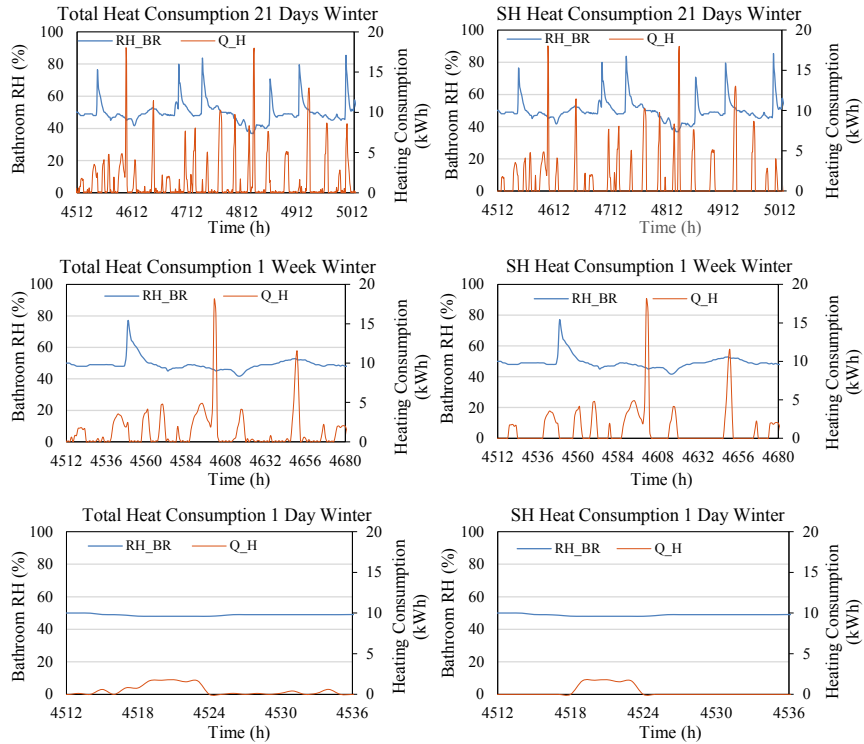 Total Heat Consumption 21 Days Winter
RH_BR Q_H
Bathroom RH (%)
100
80
60
40
20
0
20
15
10
5
0
Heating Consumption
(kWh)
4512 4612 4712 4812 4912 5012
Time (h)
SH Heat Consumption 21 Days Winter
RH_BR Q_H
Bathroom RH (%)
100
80
60
40
20
0
20
15
10
5
0
Heating Consumption
(kWh)
4512 4612 4712 4812 4912 5012
Time (h)
Total Heat Consumption 1 Week Winter
RH_BR Q_H
Bathroom RH (%)
100
80
60
40
20
0
20
15
10
5
0
Heating Consumption
(kWh)
4512 4536 4560 4584 4608 4632 4656 4680
Time (h)
SH Heat Consumption 1 Week Winter
RH_BR Q_H
Bathroom RH (%)
100
80
60
40
20
0
20
15
10
5
0
Heating Consumption
(kWh)
4512 4536 4560 4584 4608 4632 4656 4680
Time (h)
Total Heat Consumption 1 Day Winter
RH_BR Q_H
Bathroom RH (%)
100
80
60
40
20
0
20
15
10
5
0
Heating Consumption
(kWh)
4512 4518 4524 4530 4536
Time (h)
SH Heat Consumption 1 Day Winter
RH_BR Q_H
Bathroom RH (%)
100
80
60
40
20
0
20
15
10
5
0
Heating Consumption
(kWh)
4512 4518 4524 4530 4536
Time (h)